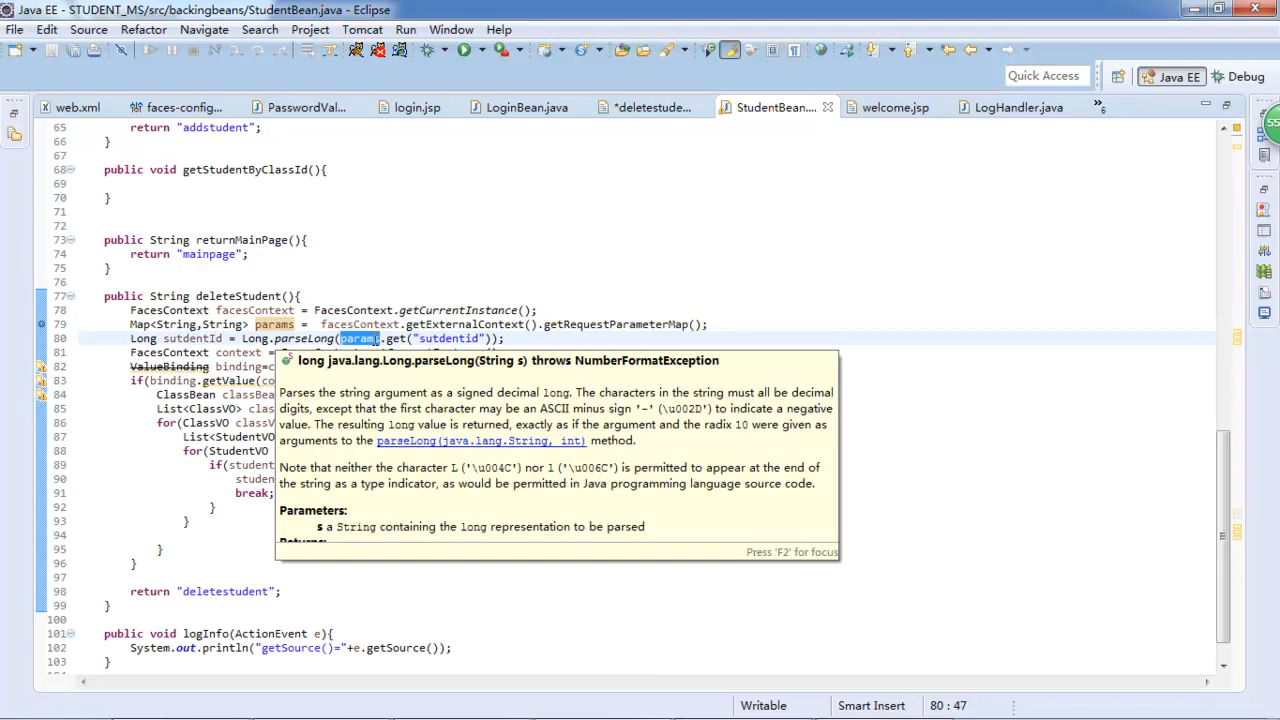 Java EE - STUDENT_MS/src/backingbeans/StudentBean.java - Eclipse
File Edit Source Refactor Navigate Search Project Tomcat Run Window Help
Quick Access Java EE Debug
web.xml faces-config... PasswordVal... login.jsp LoginBean.java *deletestude... StudentBean.... welcome.jsp LogHandler.java »6
55
65 return "addstudent";
66 }
67
68 public void getStudentByClassId(){
69
70 }
71
72
73 public String returnMainPage(){
74 return "mainpage";
75 }
76
77 public String deleteStudent(){
78 FacesContext facesContext = FacesContext.getCurrentInstance();
79 Map<String,String> params = facesContext.getExternalContext().getRequestParameterMap();
80 Long sutdentId = Long.parseLong(params.get("sutdentid"));
81 FacesContext context =
ValueBinding binding=c
if(binding.getValue(co
ClassBean classBea
85 List<ClassVO> clas
86 for(ClassVO classV
87 List<StudentVO
88 for(StudentVO
89 if(student
90 studen
91 break;
92 }
93 }
94
95 }
96 }
97
98 return "deletestudent";
99 }
100
101 public void logInfo(ActionEvent e){
102 System.out.println("getSource()="+e.getSource());
103 }
long java.lang.Long.parseLong(String s) throws NumberFormatException
Parses the string argument as a signed decimal long. The characters in the string must all be decimal
digits, except that the first character may be an ASCII minus sign '-' (\u002D') to indicate a negative
value. The resulting long value is returned, exactly as if the argument and the radix 10 were given as
arguments to the parseLong(java.lang.String, int) method.
Note that neither the character L ('\u004C') nor l ('\u006C') is permitted to appear at the end of
the string as a type indicator, as would be permitted in Java programming language source code.
Parameters:
s a String containing the long representation to be parsed
Returns:
Press 'F2' for focus
Writable Smart Insert 80 : 47